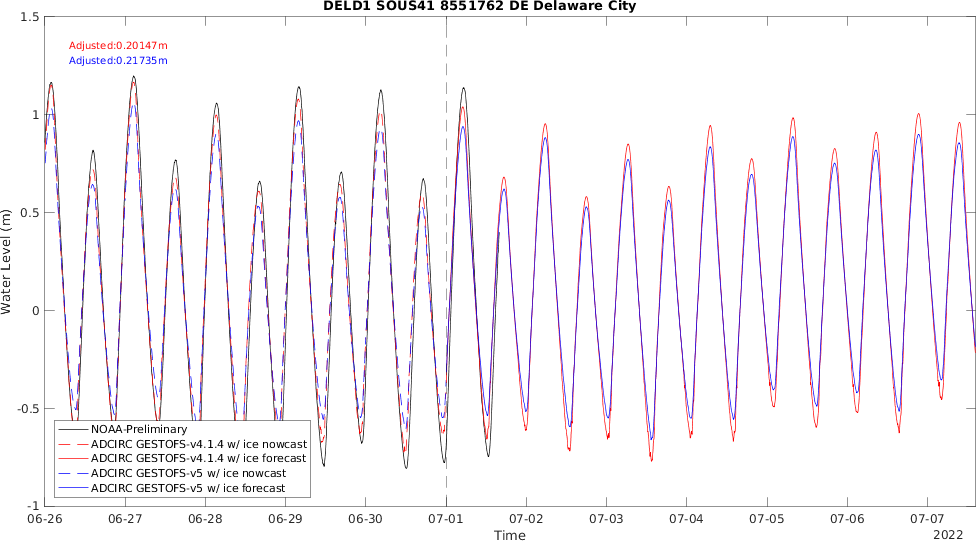 DELD1 SOUS41 8551762 DE Delaware City
Adjusted:0.20147m
Adjusted:0.21735m
Water Level (m)
1.5
1
0.5
0
-0.5
-1
NOAA-Preliminary
ADCIRC GESTOFS-v4.1.4 w/ ice nowcast
ADCIRC GESTOFS-v4.1.4 w/ ice forecast
ADCIRC GESTOFS-v5 w/ ice nowcast
ADCIRC GESTOFS-v5 w/ ice forecast
06-26 06-27 06-28 06-29 06-30 07-01 07-02 07-03 07-04 07-05 07-06 07-07
Time
2022